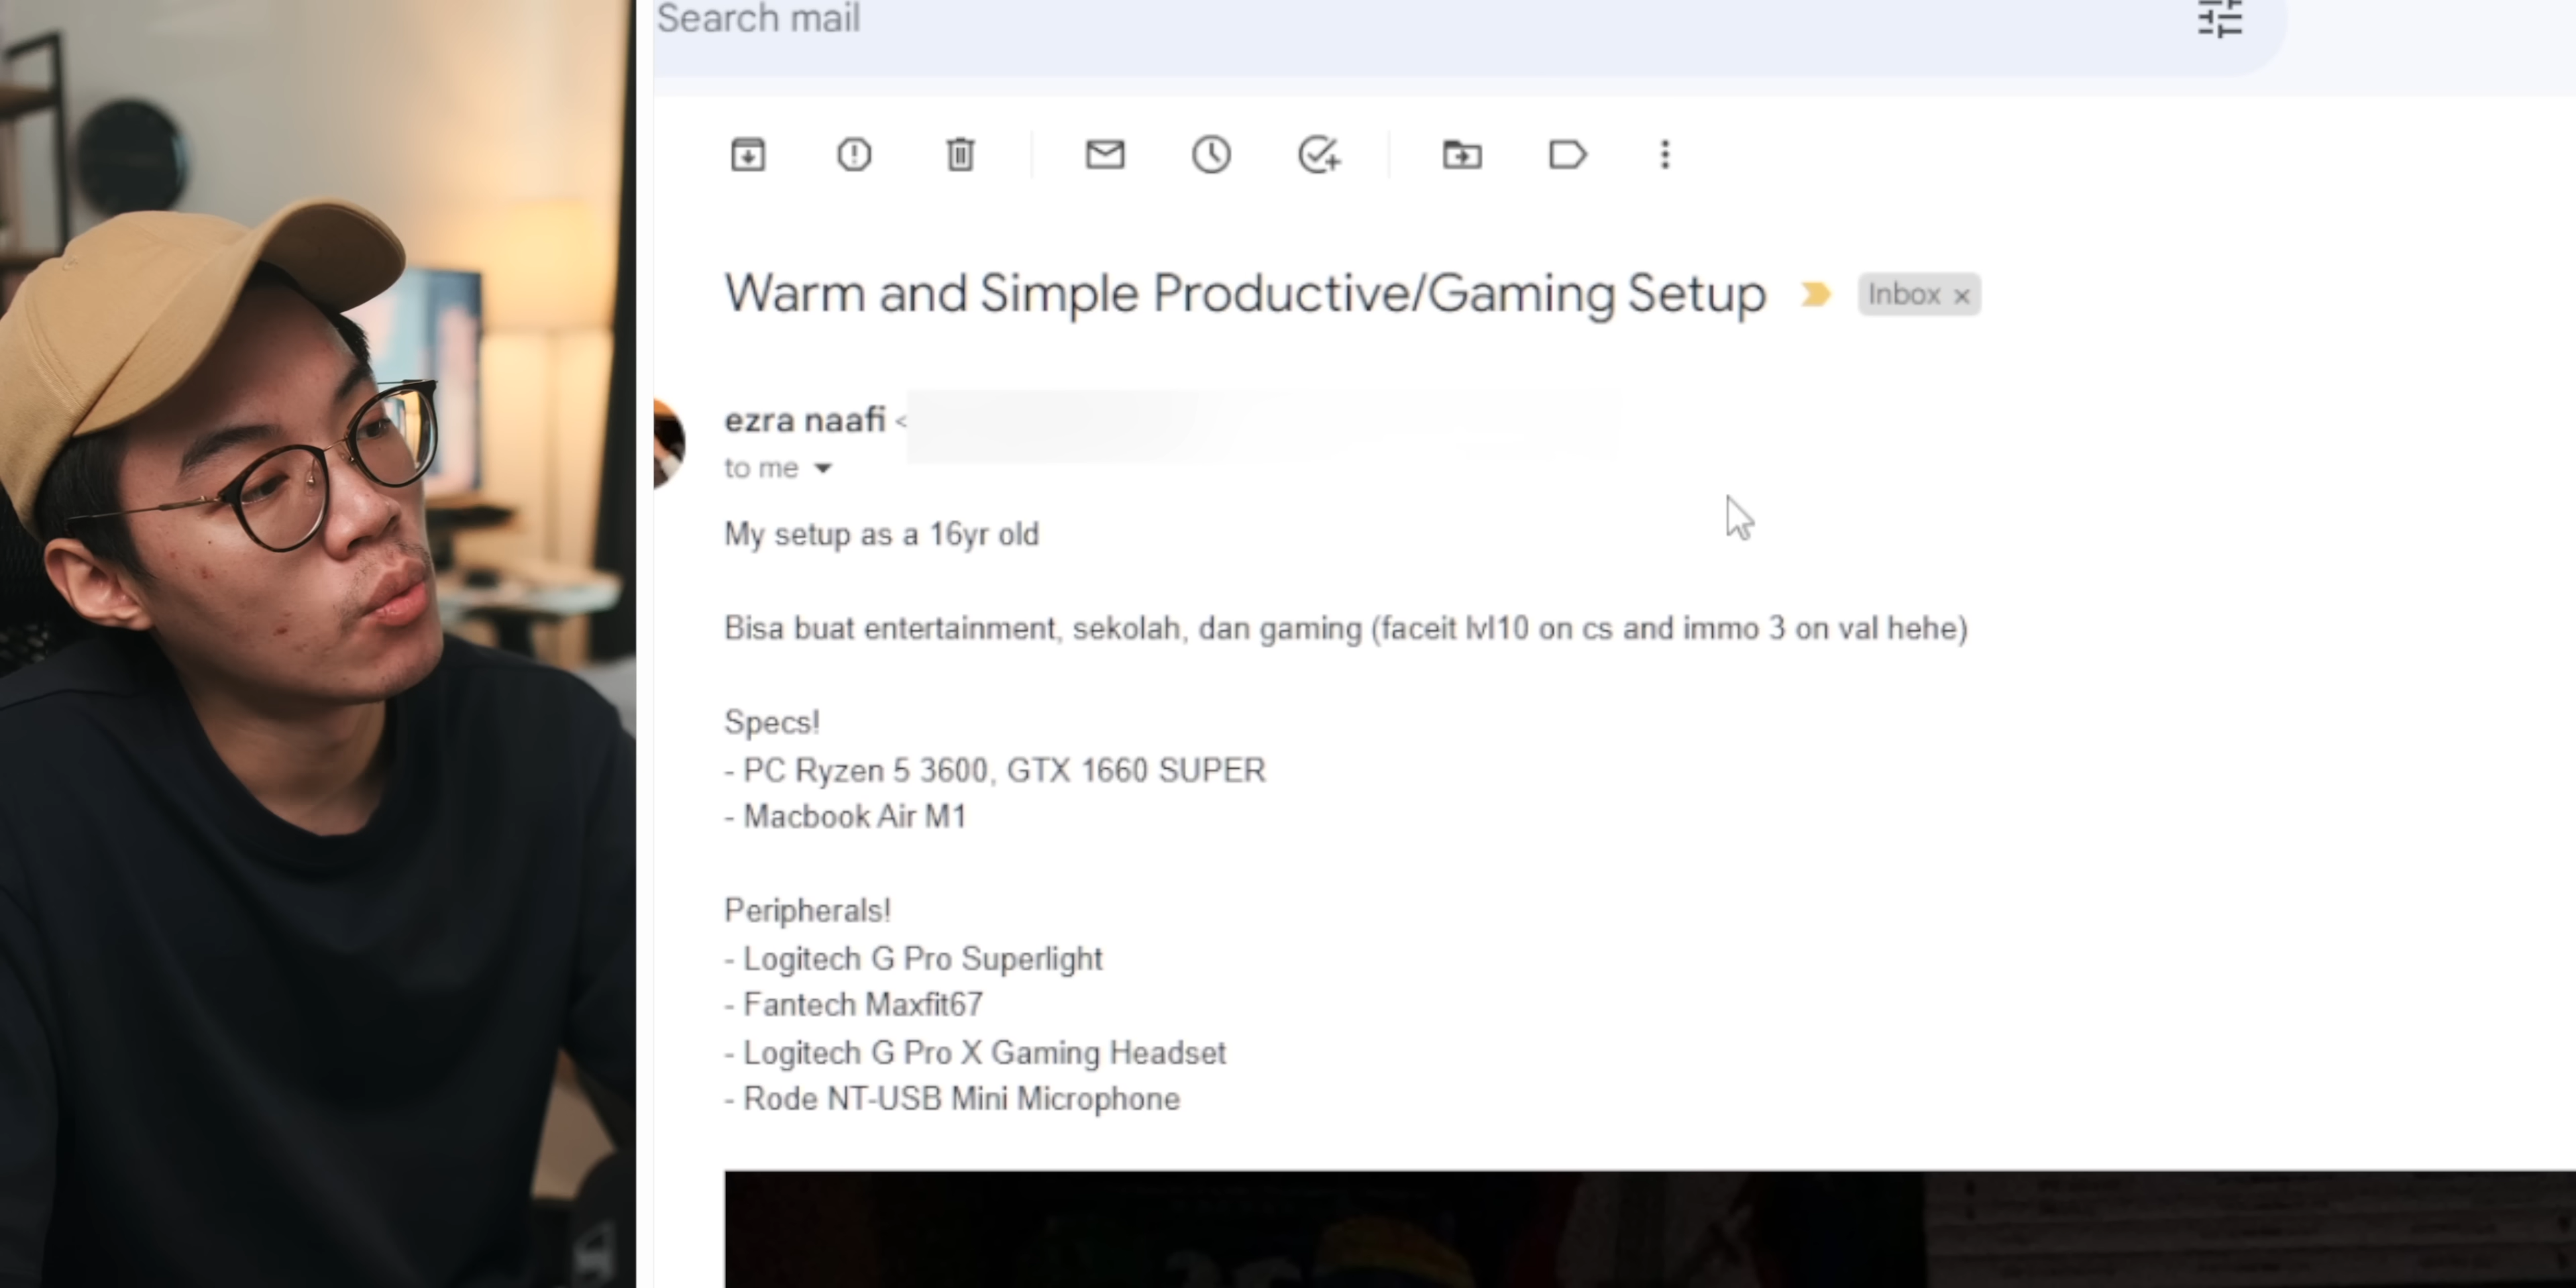 Search mail
Warm and Simple Productive/Gaming Setup
Inbox ×
ezra naafi <
to me
My setup as a 16yr old
Bisa buat entertainment, sekolah, dan gaming (faceit lvl10 on cs and immo 3 on val hehe)
Specs!
- PC Ryzen 5 3600, GTX 1660 SUPER
- Macbook Air M1
Peripherals!
- Logitech G Pro Superlight
- Fantech Maxfit67
- Logitech G Pro X Gaming Headset
- Rode NT-USB Mini Microphone